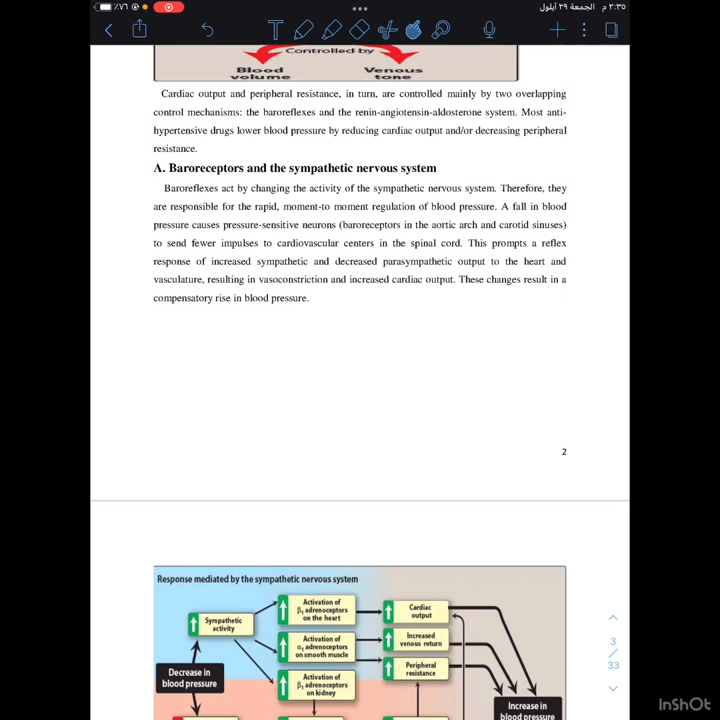 ٪٧٦
٢:٣٥ م الجمعة ٢٩ أيلول
T
Controlled by
Blood volume
Venous tone
Cardiac output and peripheral resistance, in turn, are controlled mainly by two overlapping
control mechanisms: the baroreflexes and the renin-angiotensin-aldosterone system. Most anti-
hypertensive drugs lower blood pressure by reducing cardiac output and/or decreasing peripheral
resistance.
A. Baroreceptors and the sympathetic nervous system
Baroreflexes act by changing the activity of the sympathetic nervous system. Therefore, they
are responsible for the rapid, moment-to moment regulation of blood pressure. A fall in blood
pressure causes pressure-sensitive neurons (baroreceptors in the aortic arch and carotid sinuses)
to send fewer impulses to cardiovascular centers in the spinal cord. This prompts a reflex
response of increased sympathetic and decreased parasympathetic output to the heart and
vasculature, resulting in vasoconstriction and increased cardiac output. These changes result in a
compensatory rise in blood pressure.
2
Response mediated by the sympathetic nervous system
Sympathetic
activity
Activation of
β₁ adrenoceptors
on the heart
Cardiac
output
Activation of
α₁ adrenoceptors
on smooth muscle
Increased
venous return
Peripheral
resistance
Activation of
β₁ adrenoceptors
on kidney
Decrease in
blood pressure
Increase in
blood pressure
3
/
33
InShOt